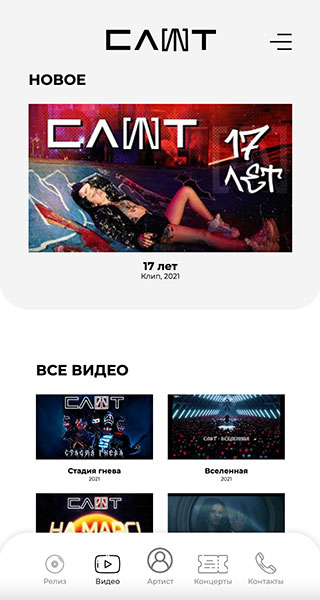 СЛОТ
НОВОЕ
СЛОТ
17
ЛЕТ
17 лет
Клип, 2021
ВСЕ ВИДЕО
СЛОТ
СТАДИЯ ГНЕВА
СЛОТ - ВСЕЛЕННАЯ
Стадия гнева
Вселенная
2021
2021
СЛОТ
НА МАРС!
Релиз
Видео
Артист
Концерты
Контакты